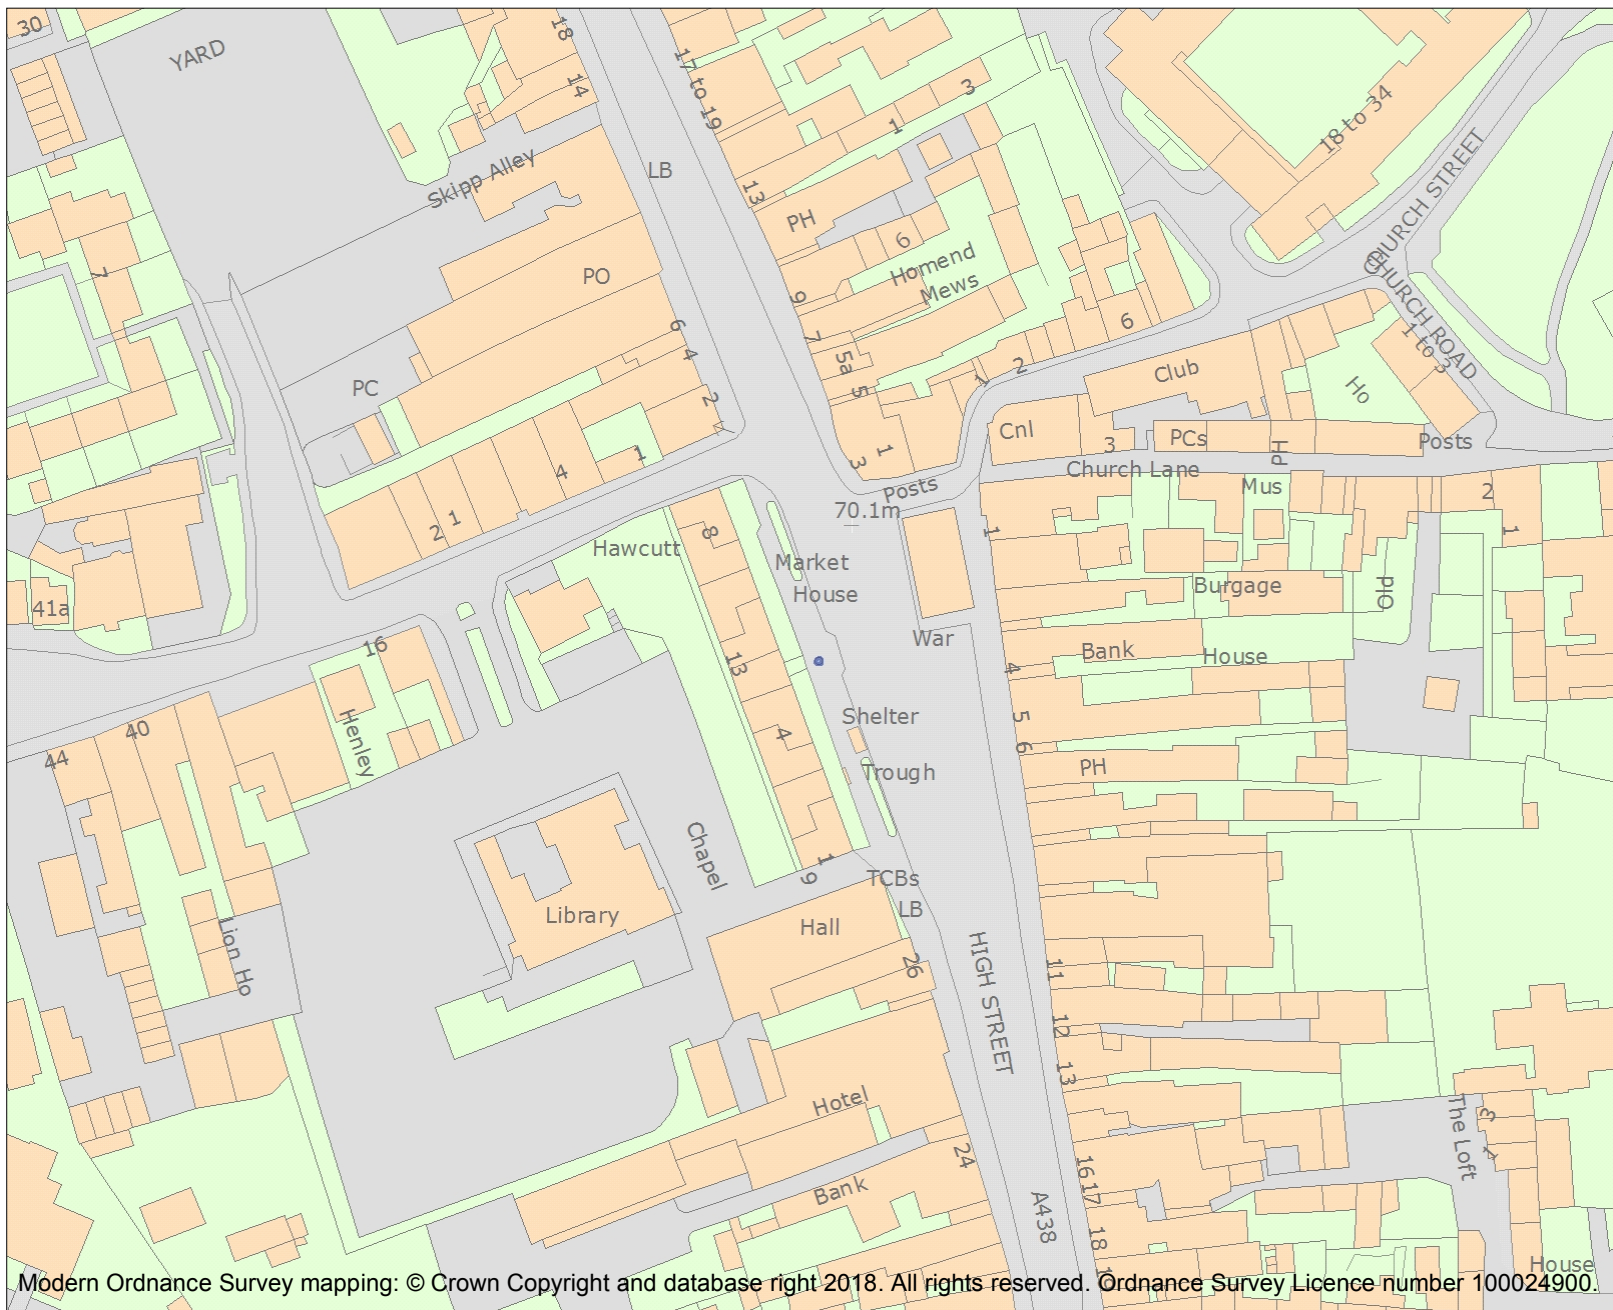 30
YARD
18
14
17 to 19
3
1
18 to 34
CHURCH STREET
Skipp Alley
LB
13
PH
6
Homend
Mews
7
PO
9
7
5a
5
6
4
2
PC
1
2
6
Club
CHURCH ROAD
1 to 3
Ho
Cnl
3
PCs
PH
Posts
Church Lane
Mus
2
1
4
1
2 1
3
1
Posts
70.1m
8
Hawcutt
Market
House
1
Burgage
Old
41a
16
War
Bank
House
4
13
Shelter
5
6
Henley
40
44
4
Trough
PH
Chapel
19
TCBs
LB
Library
Hall
Lion Ho
26
HIGH STREET
11
12
13
Hotel
The Loft
3
1
24
16
17
Bank
A438
18
19
House
Modern Ordnance Survey mapping: © Crown Copyright and database right 2018. All rights reserved. Ordnance Survey Licence number 100024900.